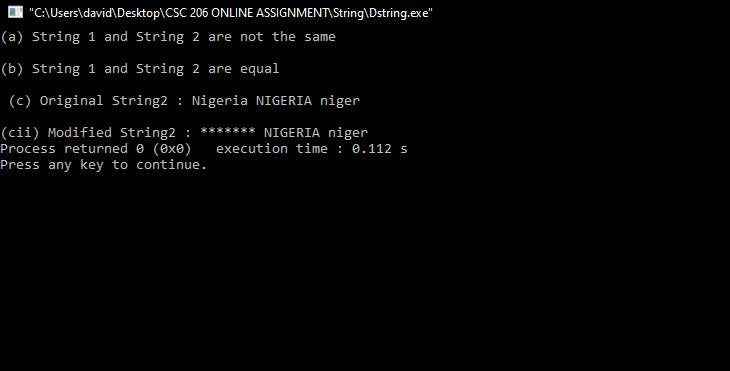 "C:\Users\david\Desktop\CSC 206 ONLINE ASSIGNMENT\String\Dstring.exe"
(a) String 1 and String 2 are not the same
(b) String 1 and String 2 are equal
(c) Original String2 : Nigeria NIGERIA niger
(cii) Modified String2 : ******* NIGERIA niger
Process returned 0 (0x0)   execution time : 0.112 s
Press any key to continue.